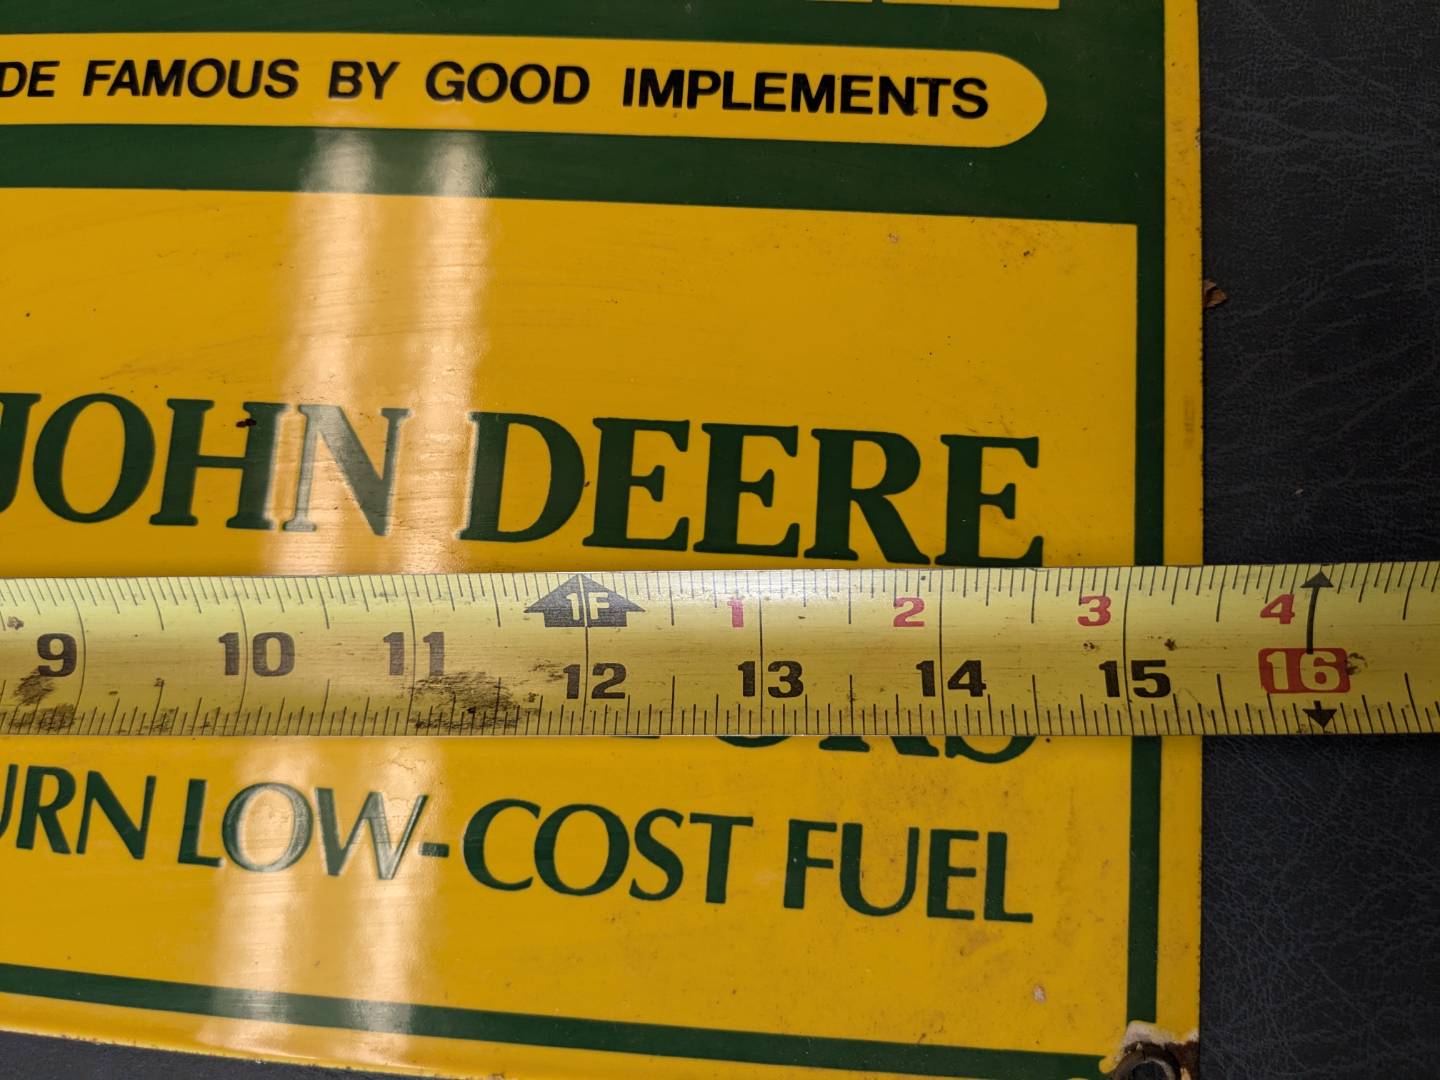 DE FAMOUS BY GOOD IMPLEMENTS
JOHN DEERE
1F 1 2 3 4
9 10 11 12 13 14 15 16
URN LOW-COST FUEL